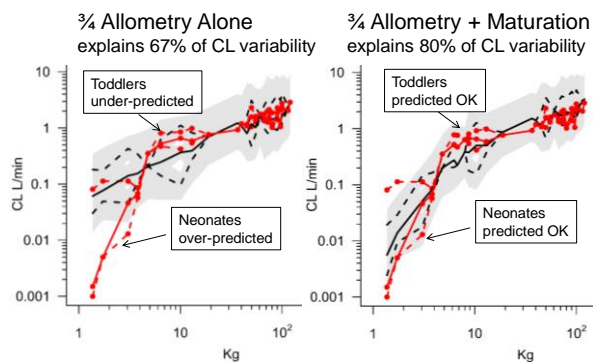 ¾ Allometry Alone
explains 67% of CL variability
10
1
0.1
0.01
0.001
CL L/min
Toddlers
under-predicted
Neonates
over-predicted
1
10
10²
Kg
¾ Allometry + Maturation
explains 80% of CL variability
10
1
0.1
0.01
0.001
CL L/min
Toddlers
predicted OK
Neonates
predicted OK
1
10
10²
Kg